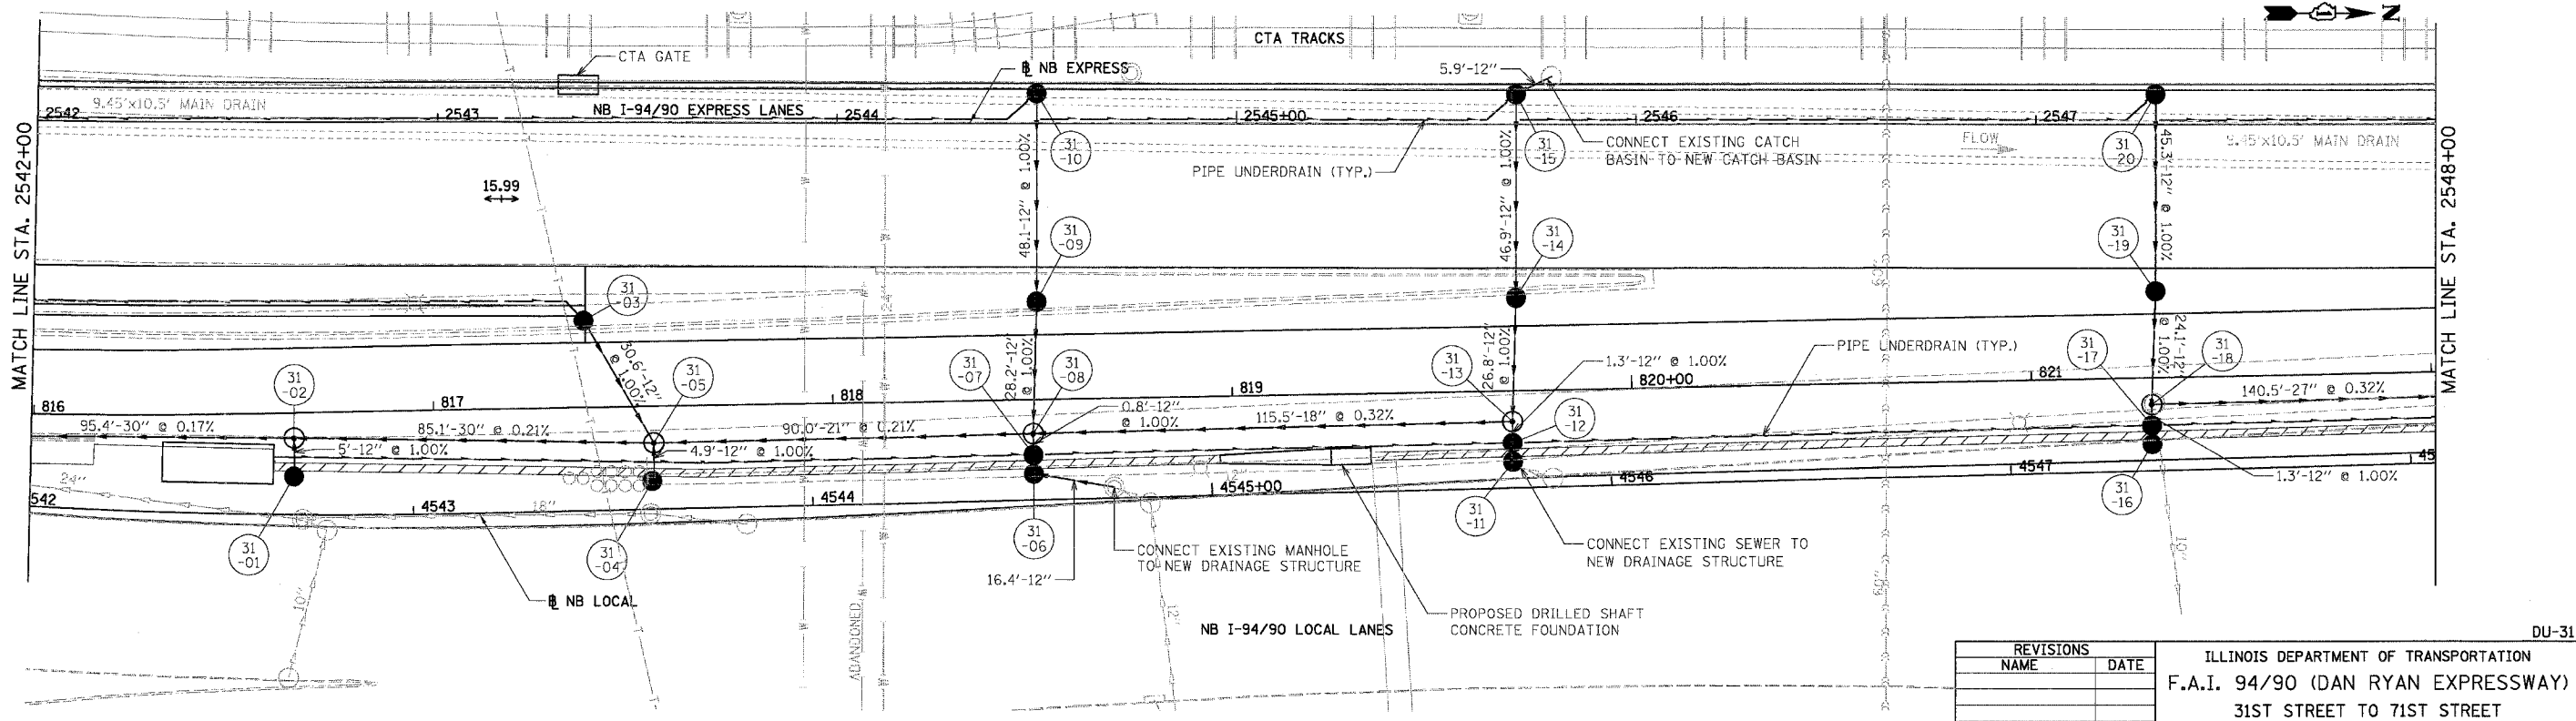 N
CTA TRACKS
CTA GATE
9.45'x10.5' MAIN DRAIN
NB I-94/90 EXPRESS LANES
NB EXPRESS
5.9'-12"
2542
2543
2544
2545+00
2546
2547
FLOW
9.45'x10.5' MAIN DRAIN
CONNECT EXISTING CATCH
BASIN TO NEW CATCH BASIN
PIPE UNDERDRAIN (TYP.)
MATCH LINE STA. 2542+00
MATCH LINE STA. 2548+00
15.99
31
-10
31
-15
31
-20
48.1'-12" @ 1.00%
46.9'-12" @ 1.00%
45.3'-12" @ 1.00%
31
-09
31
-14
31
-19
31
-03
30.6'-12"
@ 1.00%
28.2'-12"
@ 1.00%
26.8'-12"
@ 1.00%
24.1'-12"
@ 1.00%
31
-02
31
-05
31
-07
31
-08
31
-13
1.3'-12" @ 1.00%
31
-12
PIPE UNDERDRAIN (TYP.)
31
-17
31
-18
816
817
818
819
820+00
821
95.4'-30" @ 0.17%
85.1'-30" @ 0.21%
90.0'-21" @ 0.21%
0.8'-12"
@ 1.00%
115.5'-18" @ 0.32%
140.5'-27" @ 0.32%
5'-12" @ 1.00%
4.9'-12" @ 1.00%
1.3'-12" @ 1.00%
24"
18"
12"
542
4543
4544
4545+00
4546
4547
45
31
-01
31
-04
31
-06
31
-11
31
-16
16.4'-12"
CONNECT EXISTING MANHOLE
TO NEW DRAINAGE STRUCTURE
CONNECT EXISTING SEWER TO
NEW DRAINAGE STRUCTURE
NB LOCAL
10"
ABANDONED
12"
10"
NB I-94/90 LOCAL LANES
PROPOSED DRILLED SHAFT
CONCRETE FOUNDATION
DU-31
REVISIONS
NAME DATE
ILLINOIS DEPARTMENT OF TRANSPORTATION
F.A.I. 94/90 (DAN RYAN EXPRESSWAY)
31ST STREET TO 71ST STREET